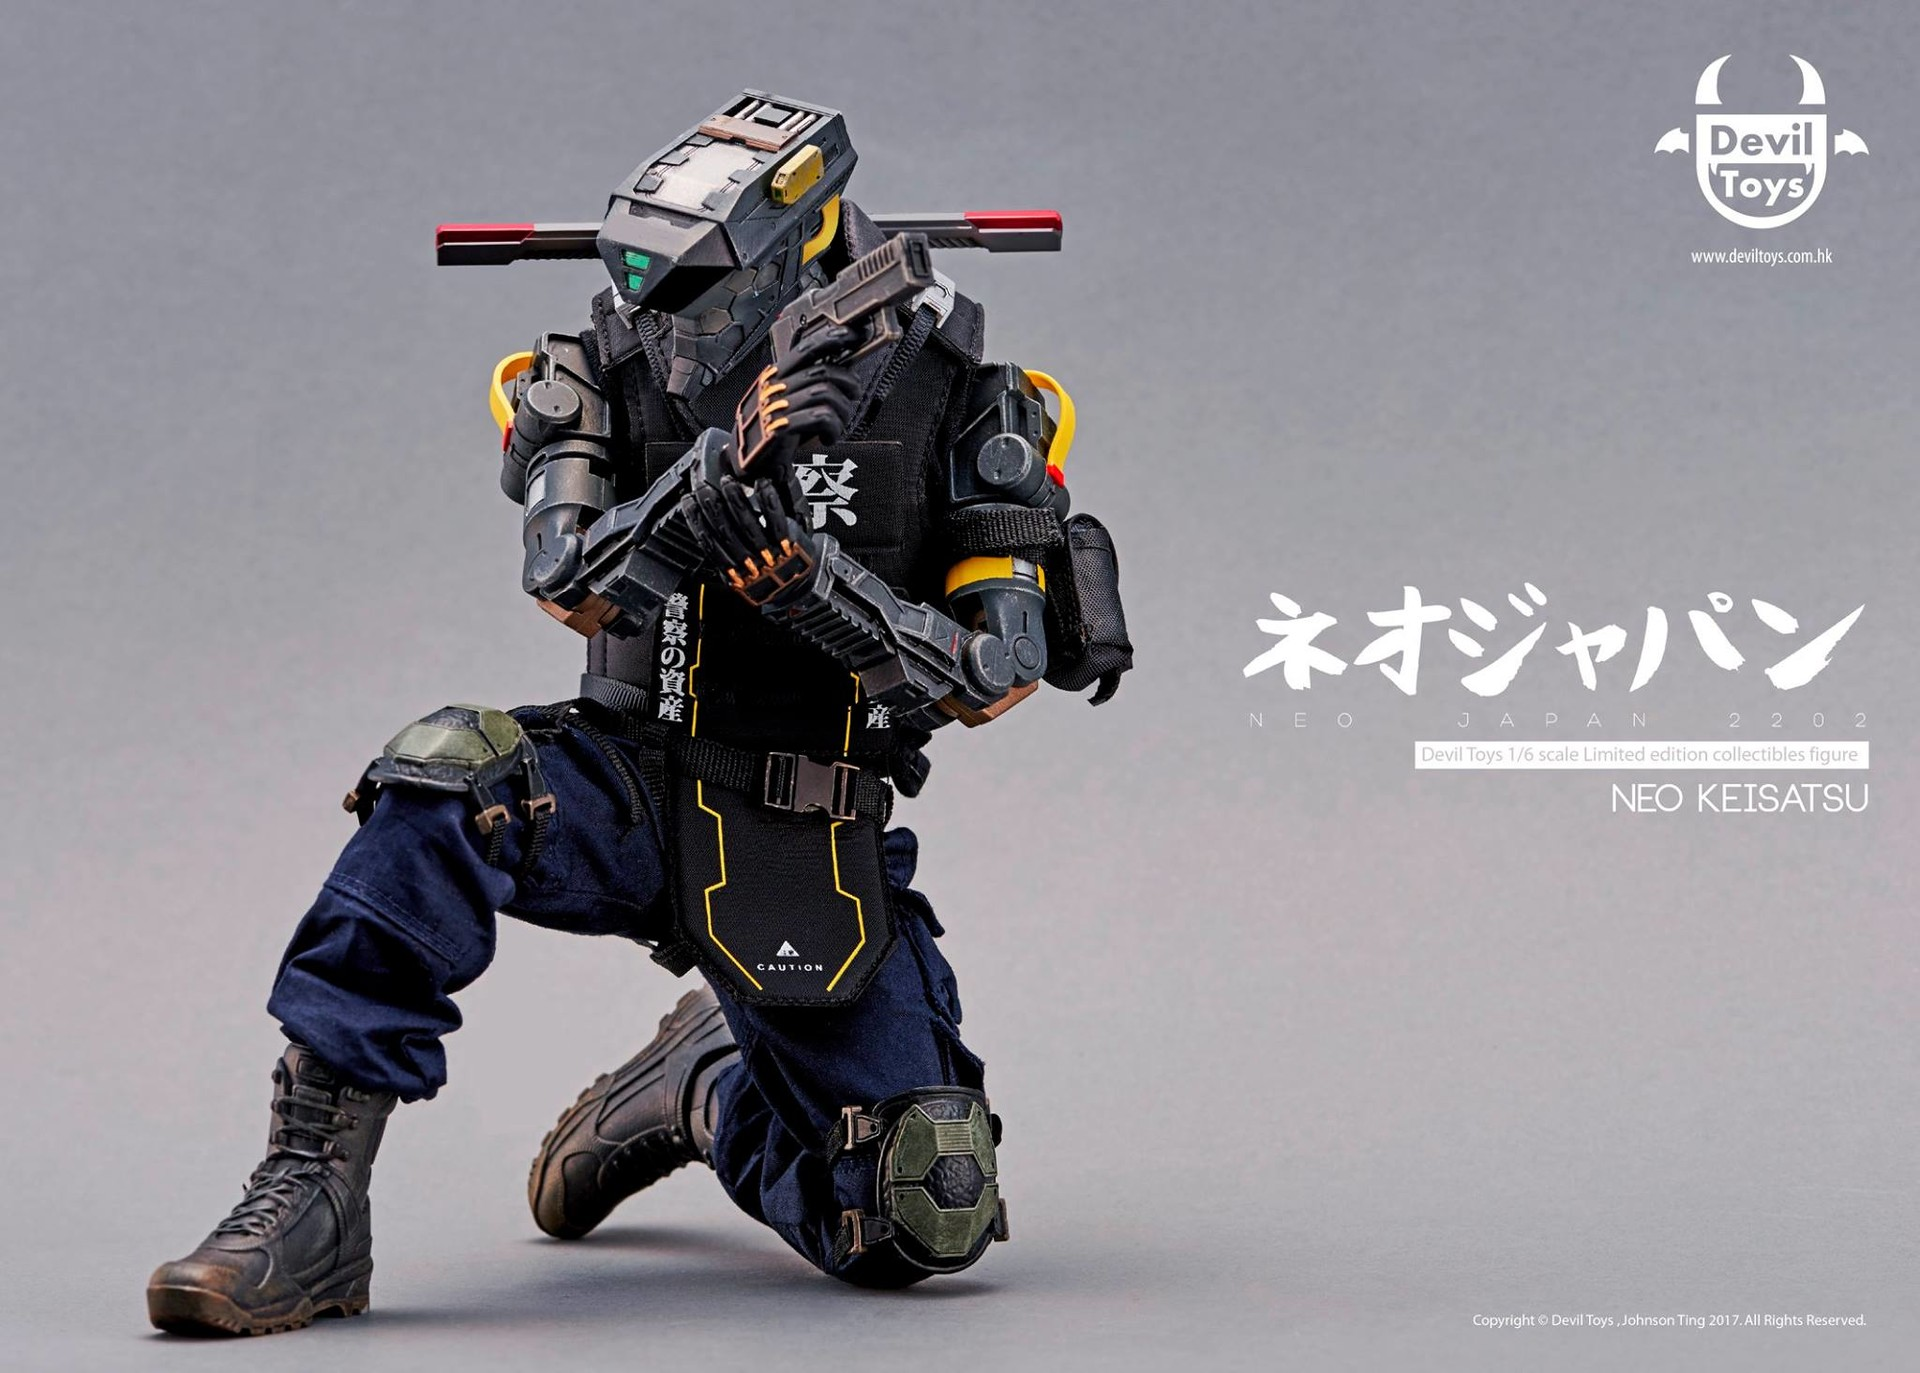 Devil
Toys
www.deviltoys.com.hk
察
警察の資産
産
ネオジャパン
NEO JAPAN 2202
Devil Toys 1/6 scale Limited edition collectibles figure
NEO KEISATSU
CAUTION
Copyright © Devil Toys , Johnson Ting 2017. All Rights Reserved.